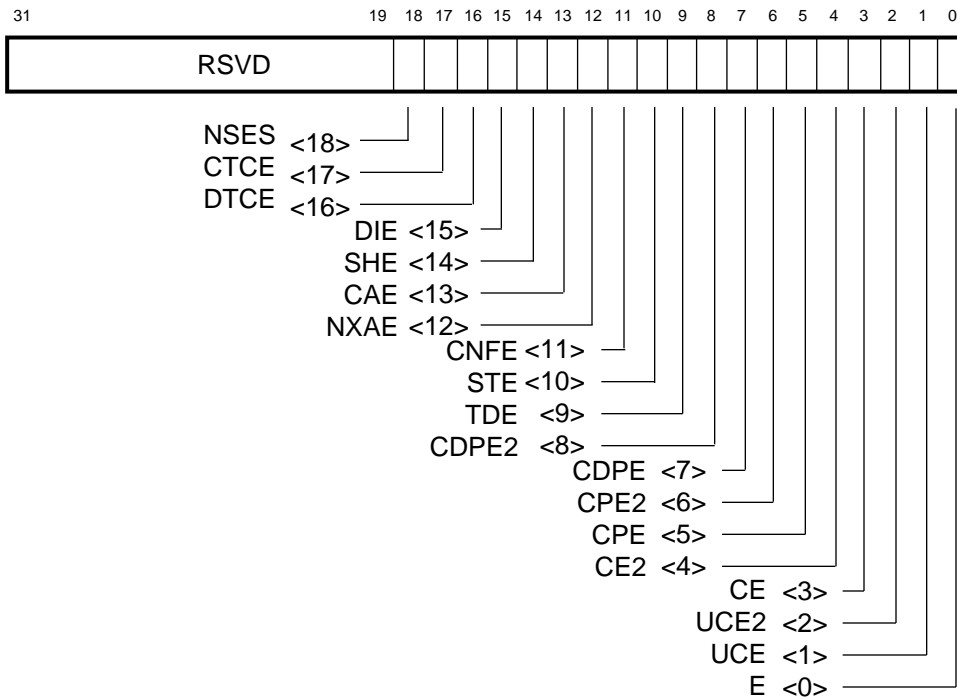 31 19 18 17 16 15 14 13 12 11 10 9 8 7 6 5 4 3 2 1 0
RSVD
NSES <18>
CTCE <17>
DTCE <16>
DIE <15>
SHE <14>
CAE <13>
NXAE <12>
CNFE <11>
STE <10>
TDE <9>
CDPE2 <8>
CDPE <7>
CPE2 <6>
CPE <5>
CE2 <4>
CE <3>
UCE2 <2>
UCE <1>
E <0>